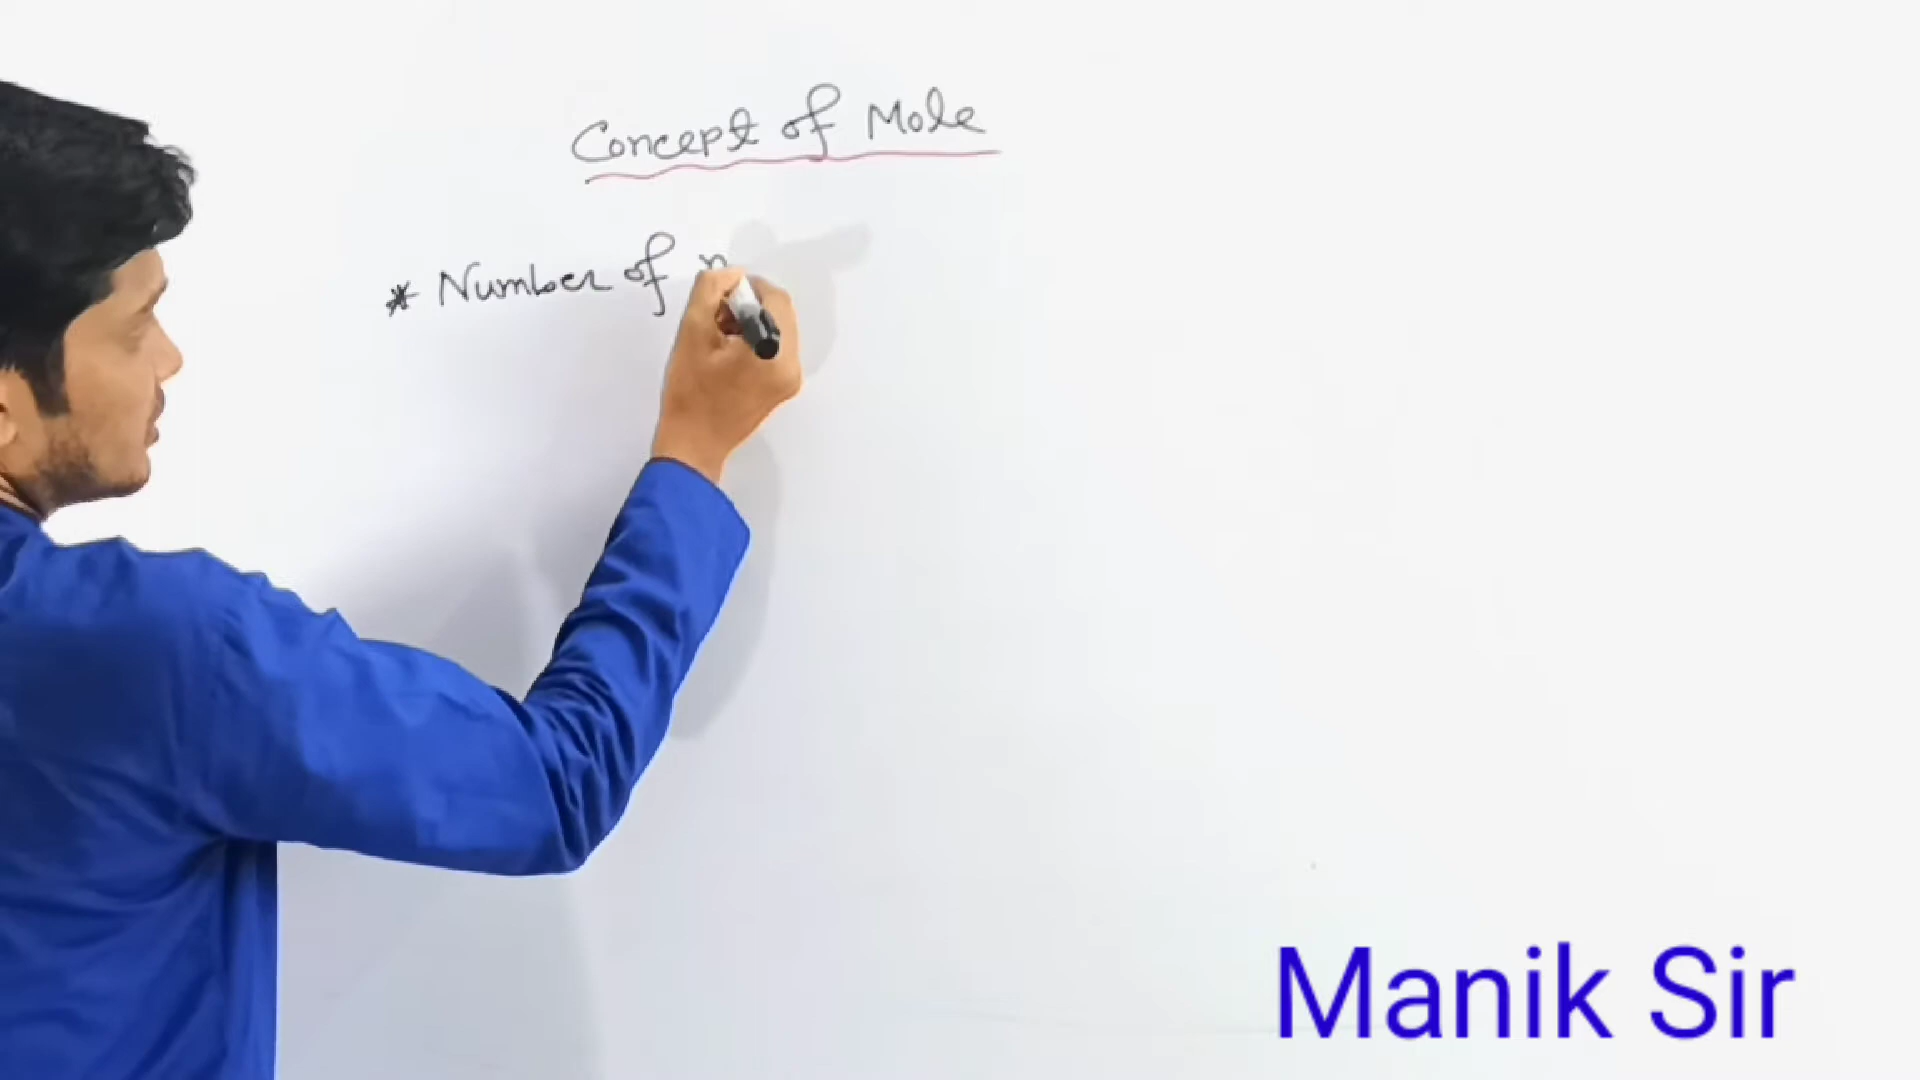 Concept of Mole
* Number of
Manik Sir